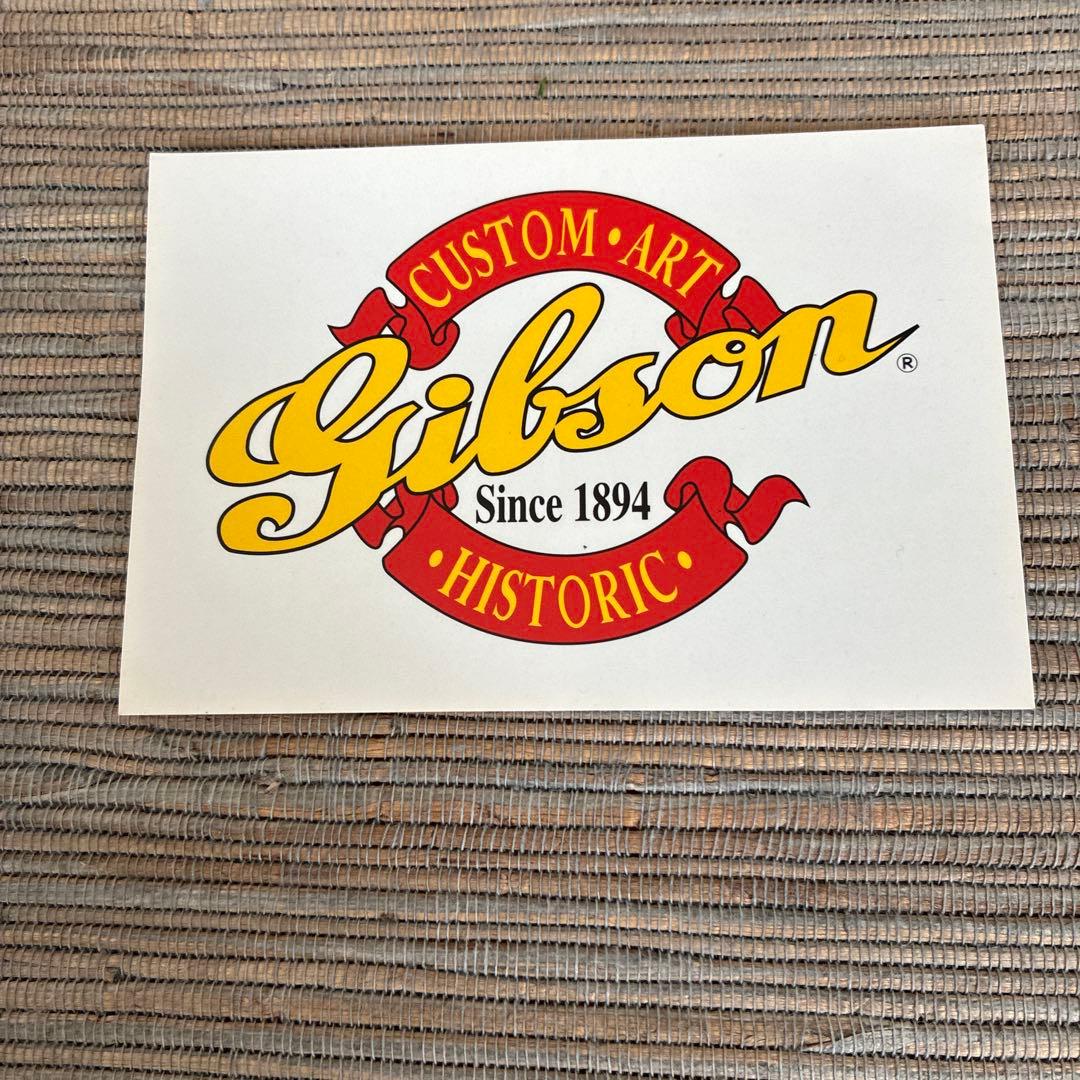 CUSTOM • ART
Gibson ®
Since 1894
• HISTORIC •